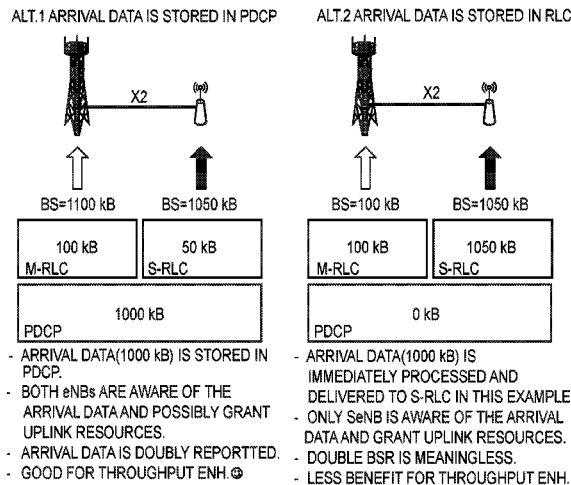 ALT.1 ARRIVAL DATA IS STORED IN PDCP
X2
BS=1100 kB
BS=1050 kB
100 kB
M-RLC
50 kB
S-RLC
1000 kB
PDCP
- ARRIVAL DATA(1000 kB) IS STORED IN
PDCP.
- BOTH eNBs ARE AWARE OF THE
ARRIVAL DATA AND POSSIBLY GRANT
UPLINK RESOURCES.
- ARRIVAL DATA IS DOUBLY REPORTTED.
- GOOD FOR THROUGHPUT ENH.☺
ALT.2 ARRIVAL DATA IS STORED IN RLC
X2
BS=100 kB
BS=1050 kB
100 kB
M-RLC
1050 kB
S-RLC
0 kB
PDCP
- ARRIVAL DATA(1000 kB) IS
IMMEDIATELY PROCESSED AND
DELIVERED TO S-RLC IN THIS EXAMPLE
- ONLY SeNB IS AWARE OF THE ARRIVAL
DATA AND GRANT UPLINK RESOURCES.
- DOUBLE BSR IS MEANINGLESS.
- LESS BENEFIT FOR THROUGHPUT ENH.